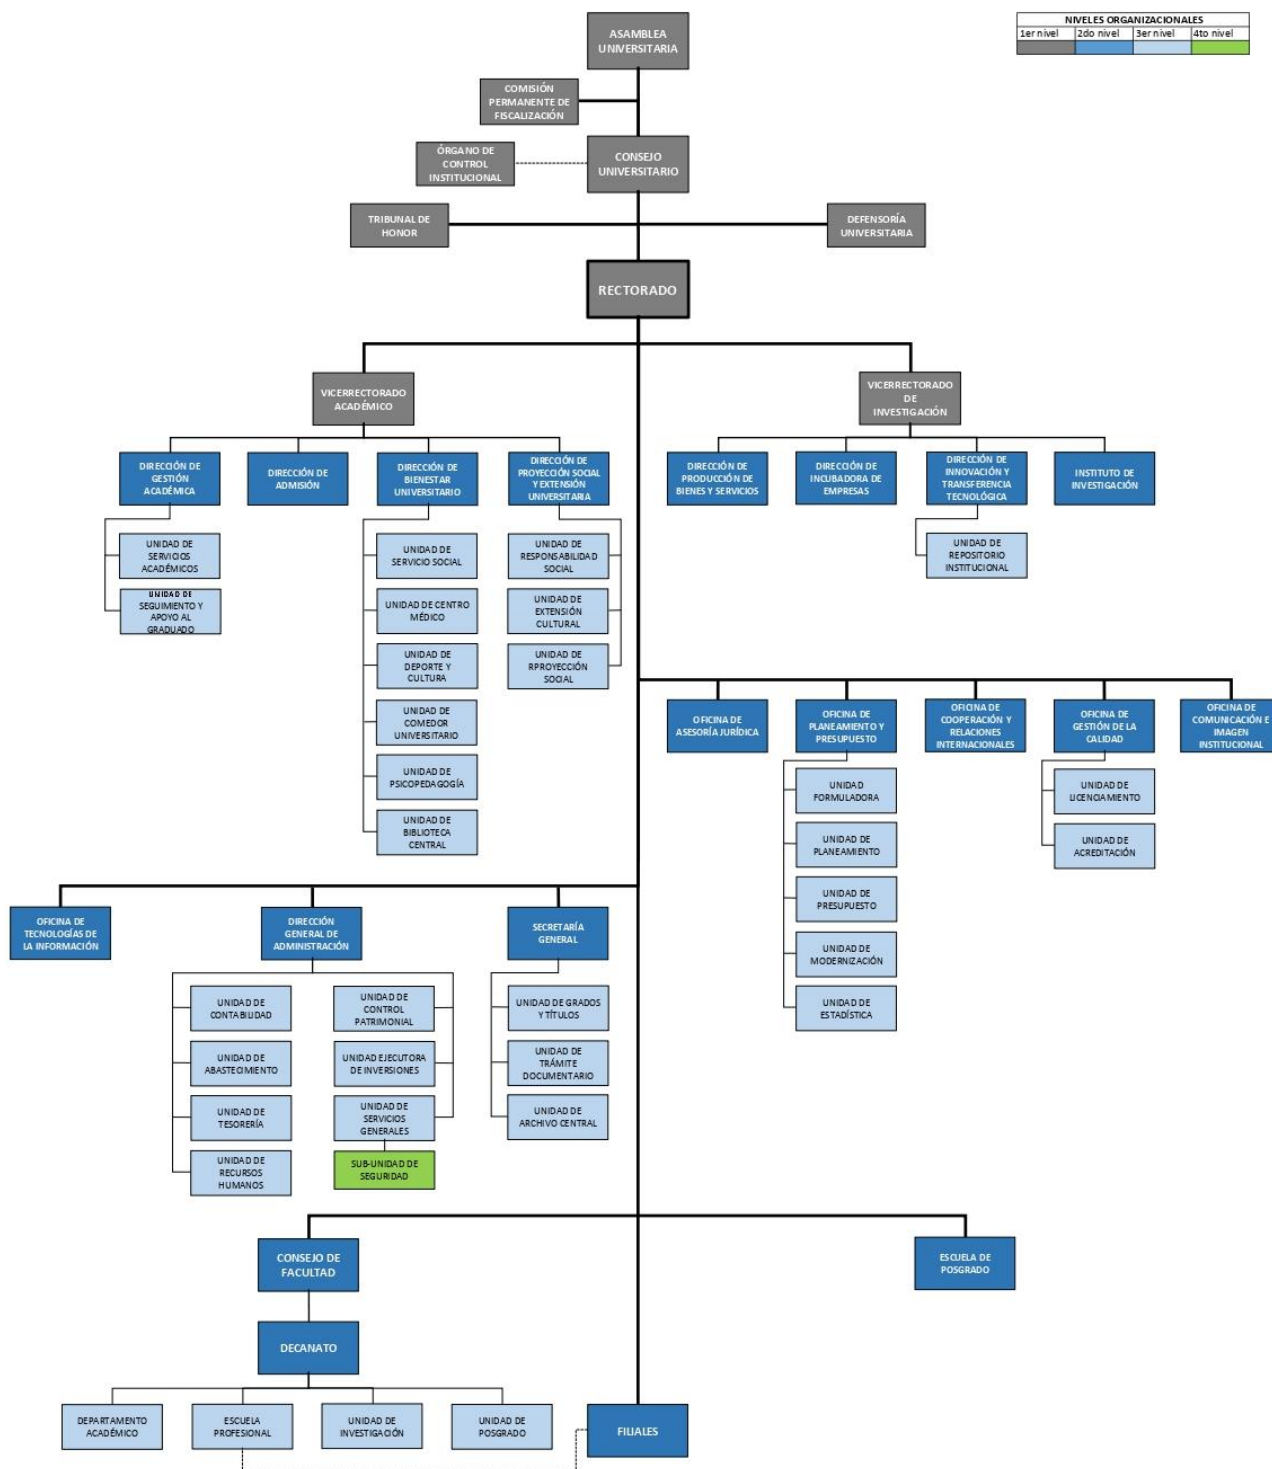 NIVELES ORGANIZACIONALES
1er nivel 2do nivel 3er nivel 4to nivel
ASAMBLEA
UNIVERSITARIA
COMISIÓN
PERMANENTE DE
FISCALIZACIÓN
ÓRGANO DE
CONTROL
INSTITUCIONAL
CONSEJO
UNIVERSITARIO
TRIBUNAL DE
HONOR
DEFENSORÍA
UNIVERSITARIA
RECTORADO
VICERRECTORADO
ACADÉMICO
VICERRECTORADO
DE
INVESTIGACIÓN
DIRECCIÓN DE
GESTIÓN
ACADÉMICA
DIRECCIÓN DE
ADMISIÓN
DIRECCIÓN DE
BIENESTAR
UNIVERSITARIO
DIRECCIÓN DE
PROYECCIÓN SOCIAL
Y EXTENSIÓN
UNIVERSITARIA
DIRECCIÓN DE
PRODUCCIÓN DE
BIENES Y SERVICIOS
DIRECCIÓN DE
INCUBADORA DE
EMPRESAS
DIRECCIÓN DE
INNOVACIÓN Y
TRANSFERENCIA
TECNOLÓGICA
INSTITUTO DE
INVESTIGACIÓN
UNIDAD DE
SERVICIOS
ACADÉMICOS
UNIDAD DE
SEGUIMIENTO Y
APOYO AL
GRADUADO
UNIDAD DE
SERVICIO SOCIAL
UNIDAD DE CENTRO
MÉDICO
UNIDAD DE
DEPORTE Y
CULTURA
UNIDAD DE
COMEDOR
UNIVERSITARIO
UNIDAD DE
PSICOPEDAGOGÍA
UNIDAD DE
BIBLIOTECA
CENTRAL
UNIDAD DE
RESPONSABILIDAD
SOCIAL
UNIDAD DE
EXTENSIÓN
CULTURAL
UNIDAD DE
RPROYECCIÓN
SOCIAL
UNIDAD DE
REPOSITORIO
INSTITUCIONAL
OFICINA DE
ASESORÍA JURÍDICA
OFICINA DE
PLANEAMIENTO Y
PRESUPUESTO
OFICINA DE
COOPERACIÓN Y
RELACIONES
INTERNACIONALES
OFICINA DE
GESTIÓN DE LA
CALIDAD
OFICINA DE
COMUNICACIÓN E
IMAGEN
INSTITUCIONAL
UNIDAD
FORMULADORA
UNIDAD DE
PLANEAMIENTO
UNIDAD DE
PRESUPUESTO
UNIDAD DE
MODERNIZACIÓN
UNIDAD DE
ESTADÍSTICA
UNIDAD DE
LICENCIAMIENTO
UNIDAD DE
ACREDITACIÓN
OFICINA DE
TECNOLOGÍAS DE
LA INFORMACIÓN
DIRECCIÓN
GENERAL DE
ADMINISTRACIÓN
SECRETARÍA
GENERAL
UNIDAD DE
CONTABILIDAD
UNIDAD DE
ABASTECIMIENTO
UNIDAD DE
TESORERÍA
UNIDAD DE
RECURSOS
HUMANOS
UNIDAD DE
CONTROL
PATRIMONIAL
UNIDAD EJECUTORA
DE INVERSIONES
UNIDAD DE
SERVICIOS
GENERALES
SUB-UNIDAD DE
SEGURIDAD
UNIDAD DE GRADOS
Y TÍTULOS
UNIDAD DE
TRÁMITE
DOCUMENTARIO
UNIDAD DE
ARCHIVO CENTRAL
CONSEJO DE
FACULTAD
ESCUELA DE
POSGRADO
DECANATO
DEPARTAMENTO
ACADÉMICO
ESCUELA
PROFESIONAL
UNIDAD DE
INVESTIGACIÓN
UNIDAD DE
POSGRADO
FILIALES